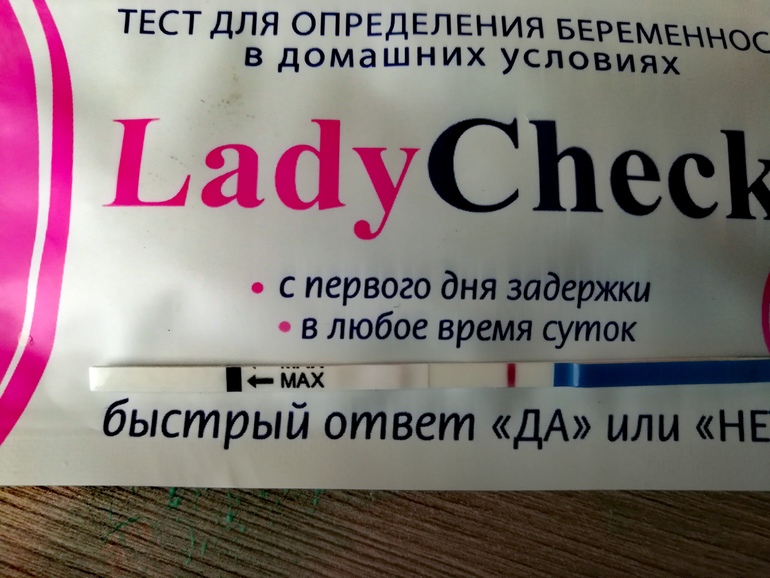 ТЕСТ ДЛЯ ОПРЕДЕЛЕНИЯ БЕРЕМЕННОС
в домашних условиях
LadyCheck
• с первого дня задержки
• в любое время суток
MAX
быстрый ответ «ДА» или «НЕ